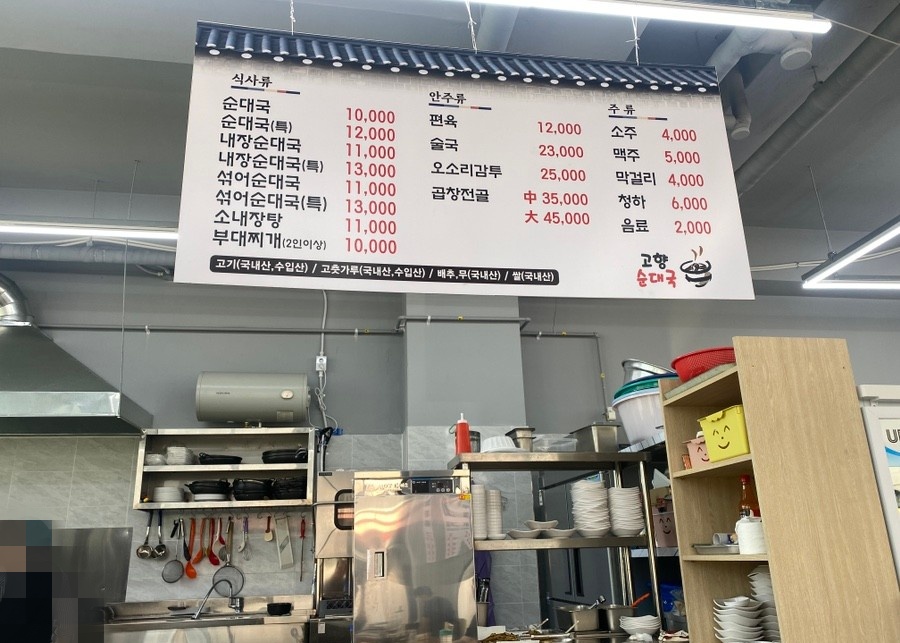 식사류
순대국 10,000
순대국(특) 12,000
내장순대국 11,000
내장순대국(특) 13,000
섞어순대국 11,000
섞어순대국(특) 13,000
소내장탕 11,000
부대찌개(2인이상) 10,000
안주류
편육 12,000
술국 23,000
오소리감투 25,000
곱창전골 中 35,000
大 45,000
주류
소주 4,000
맥주 5,000
막걸리 4,000
청하 6,000
음료 2,000
고기(국내산,수입산) / 고춧가루(국내산,수입산) / 배추,무(국내산) / 쌀(국내산)
고향
순대국